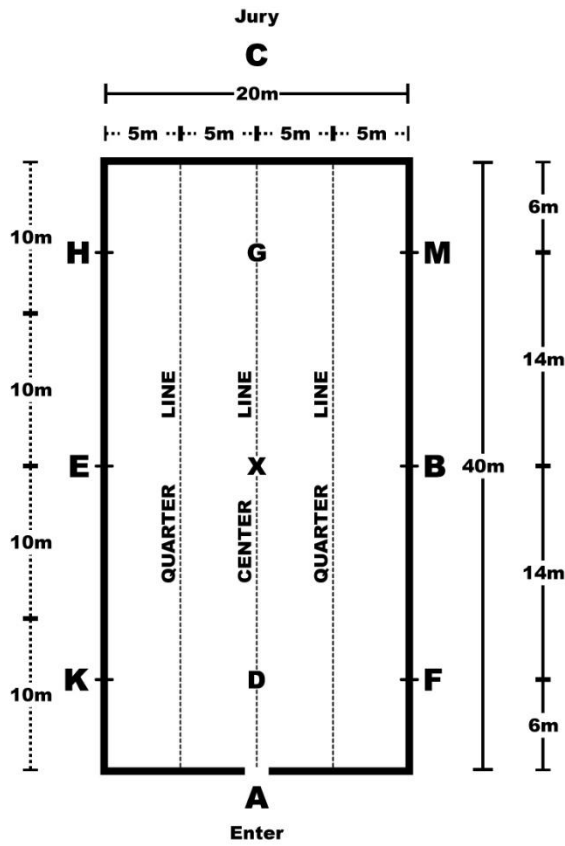 Jury
C
20m
5m 5m 5m 5m
6m
10m
H G M
14m
10m
LINE LINE LINE
E X B 40m
QUARTER CENTER QUARTER
10m
14m
K D F
10m
6m
A
Enter